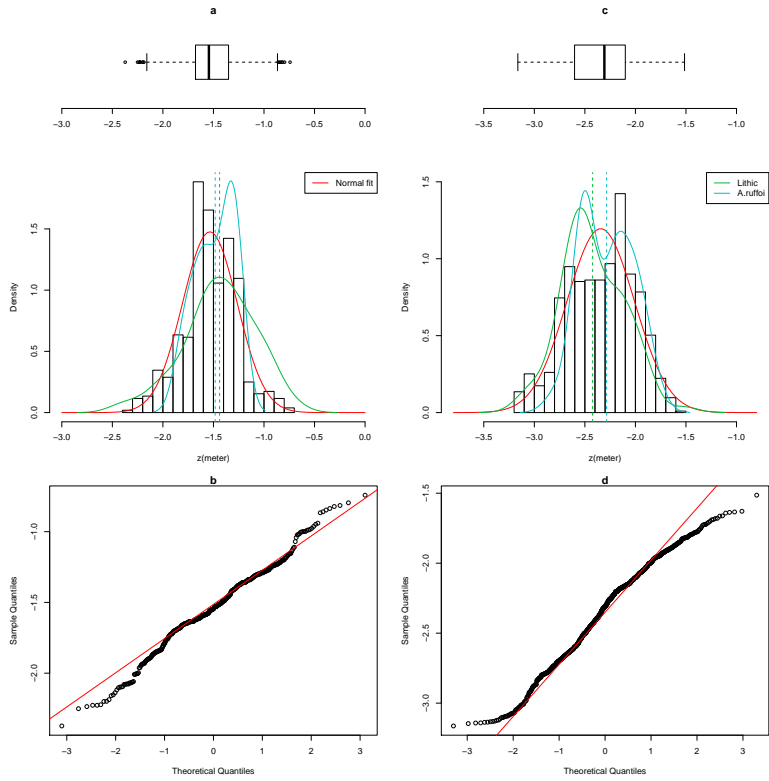 a
−3.0 −2.5 −2.0 −1.5 −1.0 −0.5 0.0
Normal fit
Density
0.0 0.5 1.0 1.5
−3.0 −2.5 −2.0 −1.5 −1.0 −0.5 0.0
z(meter)
b
Sample Quantiles
−2.0 −1.5 −1.0
−3 −2 −1 0 1 2 3
Theoretical Quantiles
c
−3.5 −3.0 −2.5 −2.0 −1.5 −1.0
Lithic
A.ruffoi
Density
0.0 0.5 1.0 1.5
−3.5 −3.0 −2.5 −2.0 −1.5 −1.0
z(meter)
d
Sample Quantiles
−3.0 −2.5 −2.0 −1.5
−3 −2 −1 0 1 2 3
Theoretical Quantiles